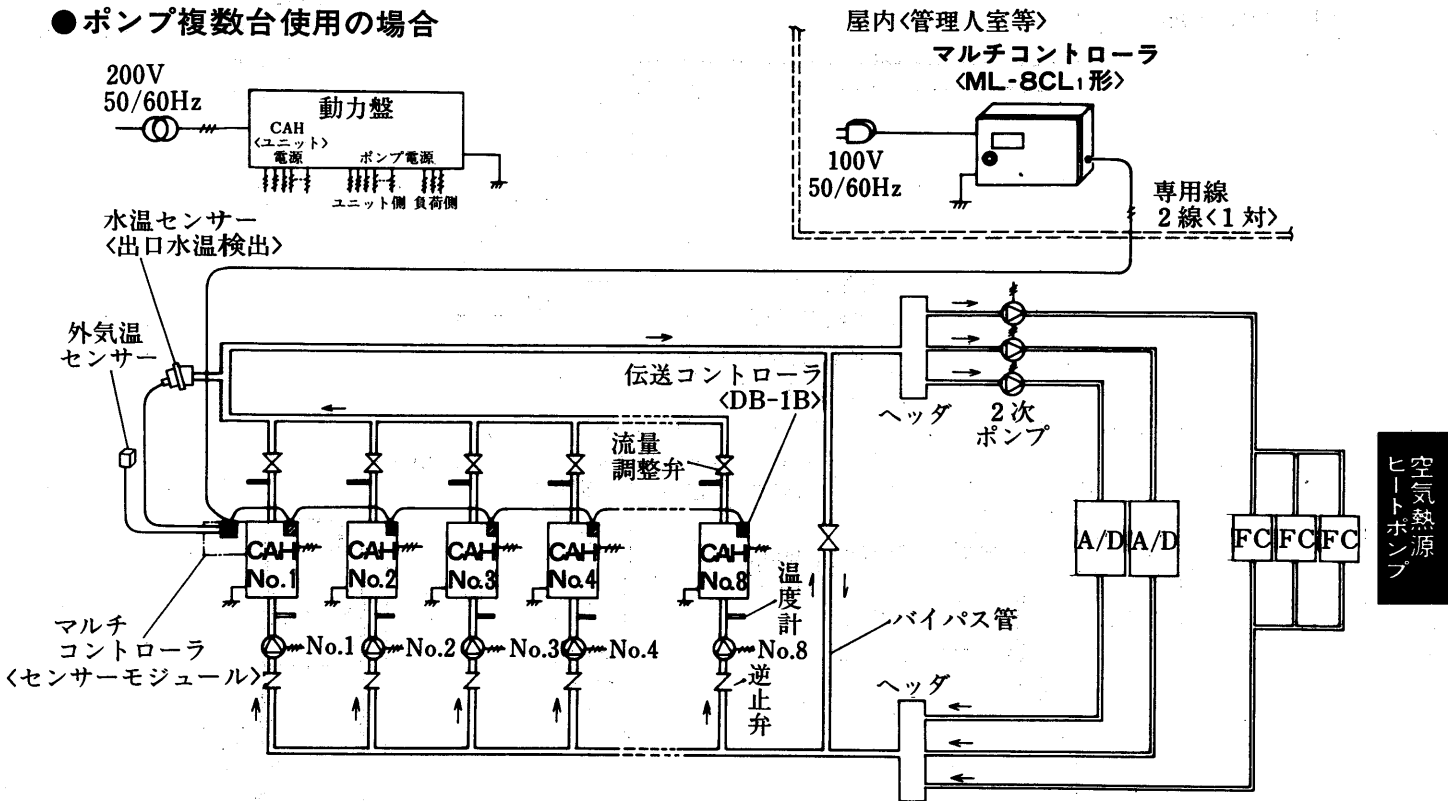 ●ポンプ複数台使用の場合
200V
50/60Hz
動力盤
CAH
〈ユニット〉
電源
ポンプ電源
ユニット側 負荷側
屋内〈管理人室等〉
マルチコントローラ
〈ML-8CL₁形〉
100V
50/60Hz
専用線
2線〈1対〉
水温センサー
〈出口水温検出〉
外気温
センサー
伝送コントローラ
〈DB-1B〉
流量
調整弁
ヘッダ
2次
ポンプ
CAH
No.1
CAH
No.2
CAH
No.3
CAH
No.4
CAH
No.8
温度計
A/D
A/D
FC
FC
FC
マルチ
コントローラ
〈センサーモジュール〉
No.1
No.2
No.3
No.4
No.8
逆止弁
バイパス管
ヘッダ
空気熱源
ヒートポンプ